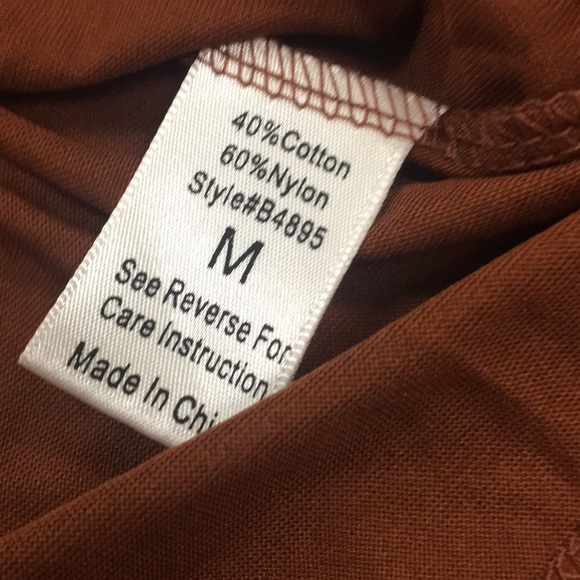 40%Cotton
60%Nylon
Style#B4895
M
See Reverse For
Care Instruction
Made In Chi